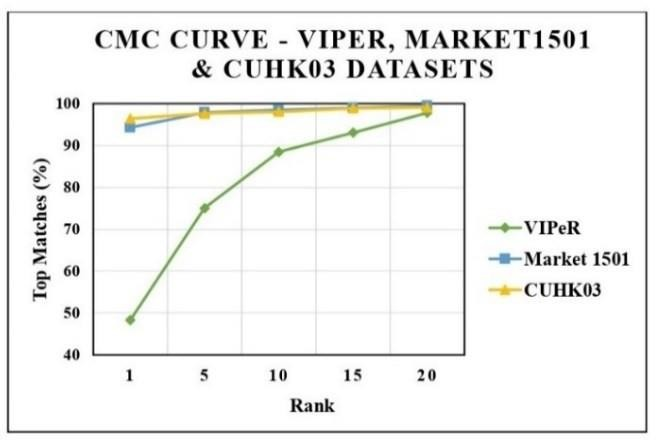 CMC CURVE - VIPER, MARKET1501
& CUHK03 DATASETS
Top Matches (%)
100
90
80
70
60
50
40
1 5 10 15 20
Rank
VIPeR
Market 1501
CUHK03